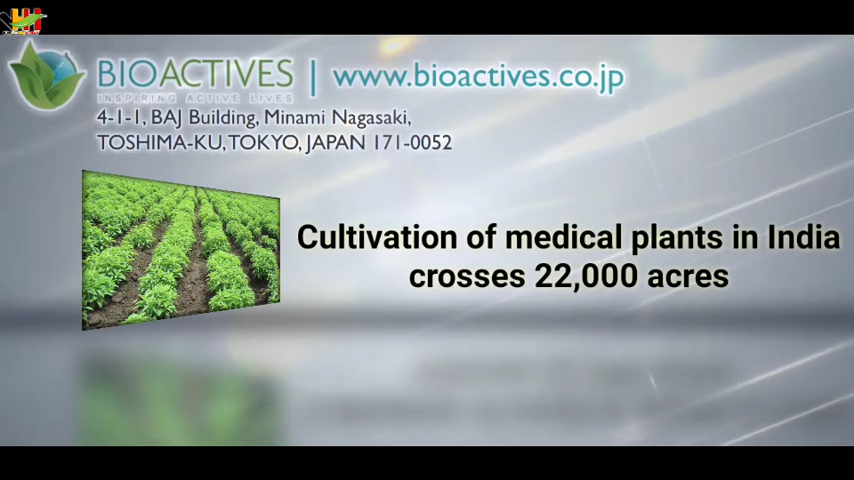 BIOACTIVES | www.bioactives.co.jp
INSPIRING ACTIVE LIVES
4-1-1, BAJ Building, Minami Nagasaki,
TOSHIMA-KU, TOKYO, JAPAN 171-0052
Cultivation of medical plants in India
crosses 22,000 acres